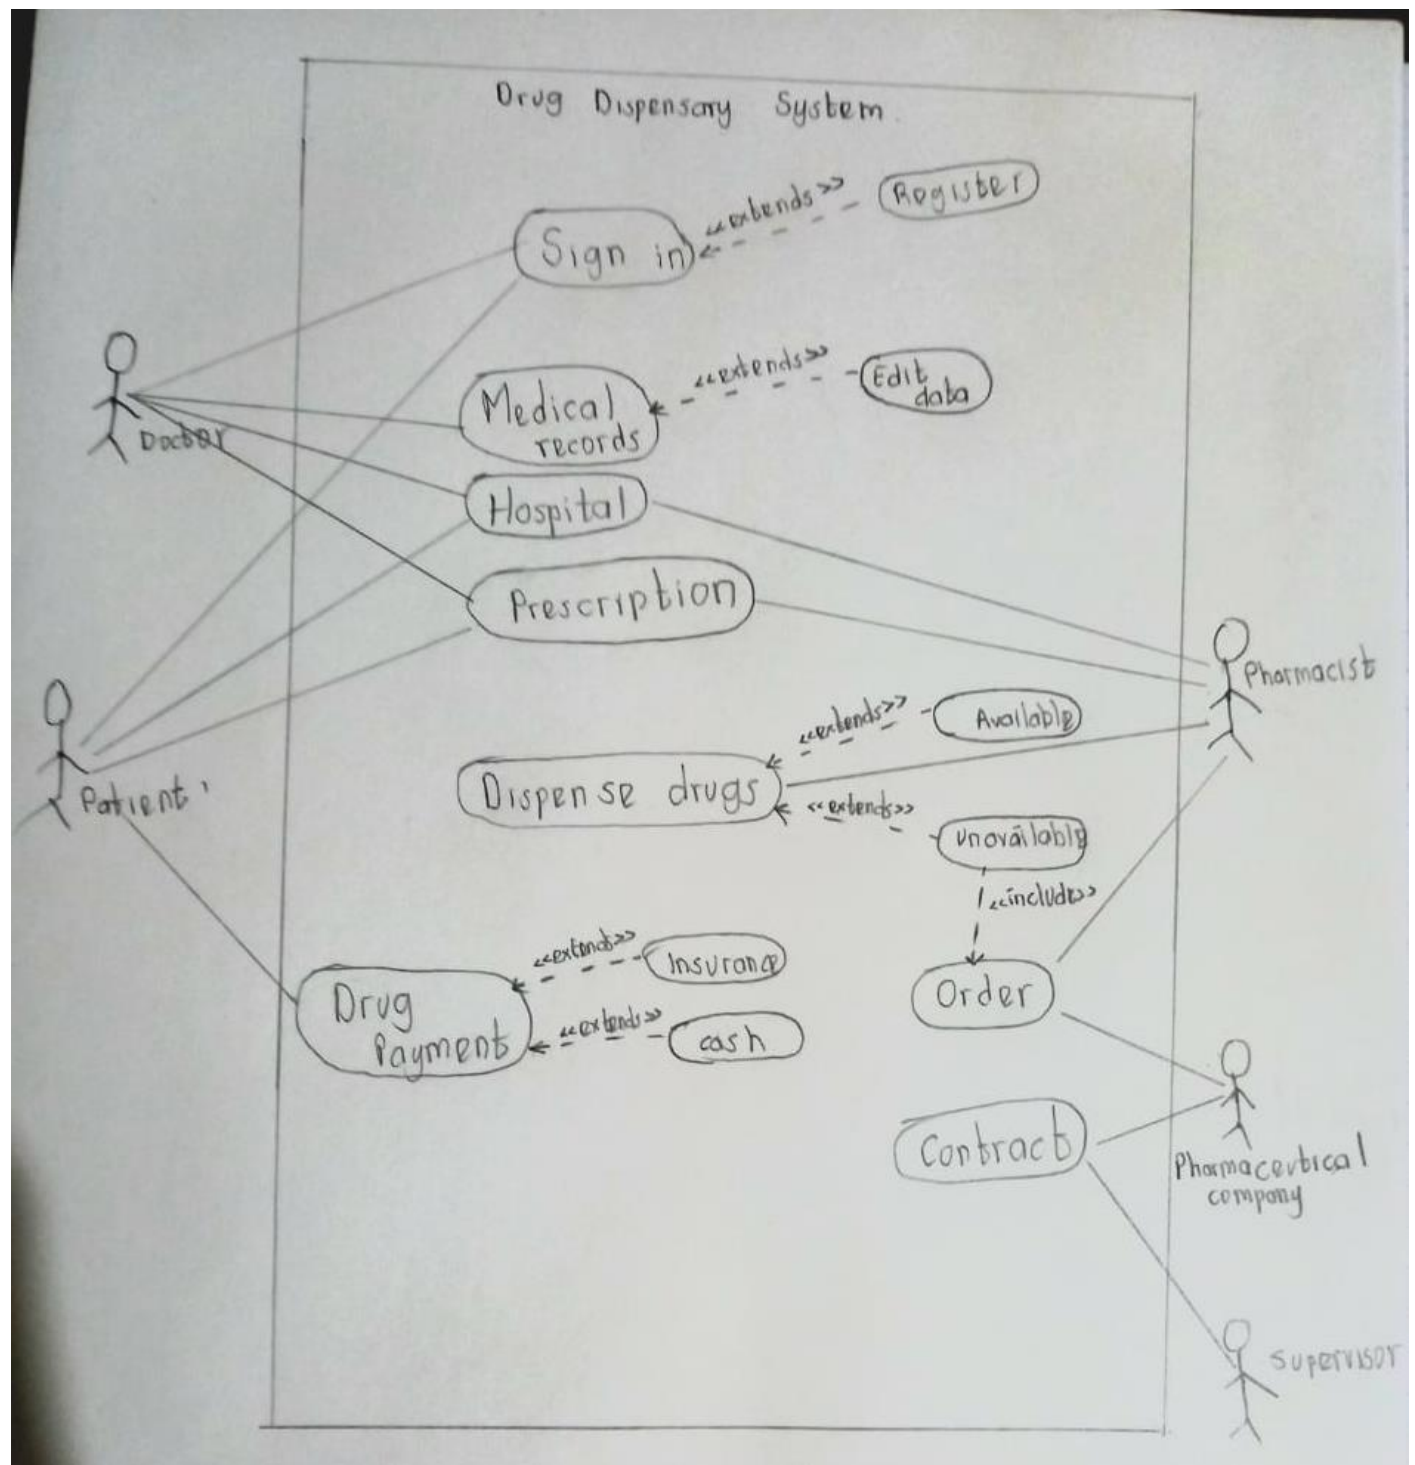 Drug Dispensary System
<<extends>>
Register
Sign in
<<extends>>
Edit
data
Medical
records
Doctor
Hospital
Prescription
Pharmacist
<<extends>>
Available
Patient
Dispense drugs
<<extends>>
Unavailable
<<include>>
<<extends>>
Insurance
Order
Drug
Payment
<<extends>>
cash
Contract
Pharmaceutical
company
Supervisor